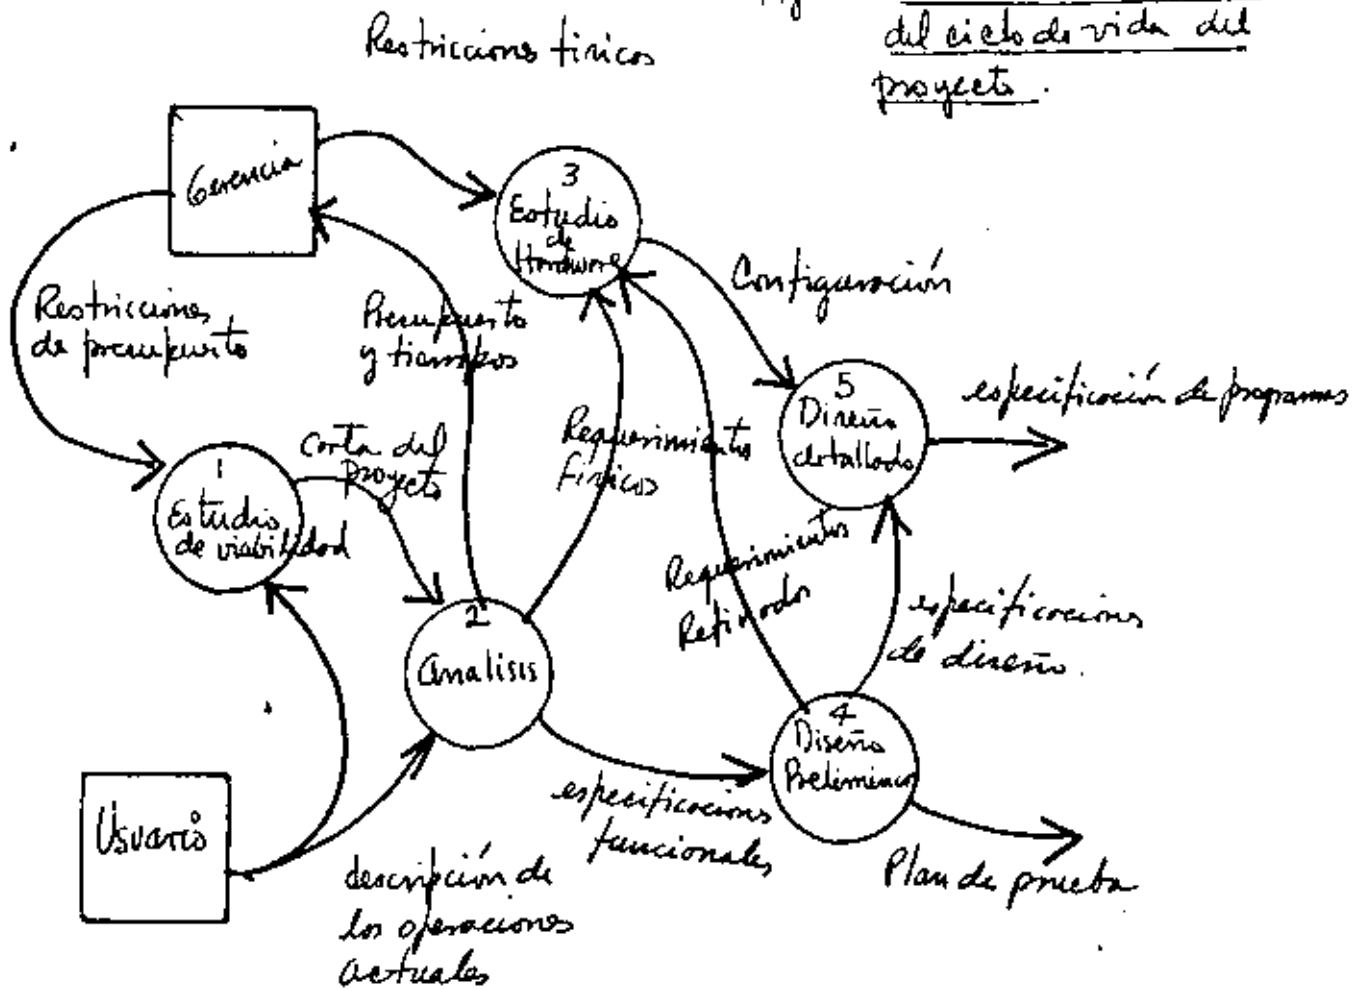 del ciclo de vida del
proyecto.
Restricciones físicos
Gerencia
3
Estudio
de
Hardware
Configuración
Restricciones
de presupuesto
Presupuesto
y tiempos
5
Diseño
detallado
especificación de programas
1
Estudio
de viabilidad
carta del
proyecto
Requerimientos
físicos
Requerimientos
Refinados
especificaciones
de diseño.
2
Analisis
4
Diseño
Preliminar
Usuario
especificaciones
funcionales
Plan de prueba
descripción de
los operaciones
actuales